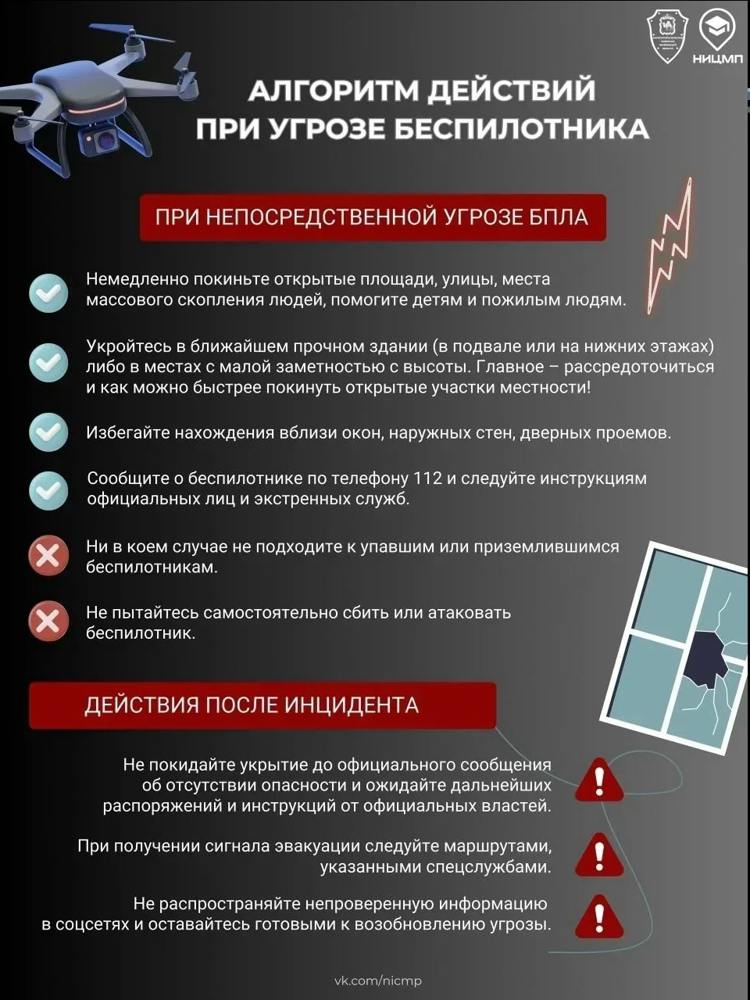 НИЦМП
АЛГОРИТМ ДЕЙСТВИЙ
ПРИ УГРОЗЕ БЕСПИЛОТНИКА
ПРИ НЕПОСРЕДСТВЕННОЙ УГРОЗЕ БПЛА
Немедленно покиньте открытые площади, улицы, места
массового скопления людей, помогите детям и пожилым людям.
Укройтесь в ближайшем прочном здании (в подвале или на нижних этажах)
либо в местах с малой заметностью с высоты. Главное – рассредоточиться
и как можно быстрее покинуть открытые участки местности!
Избегайте нахождения вблизи окон, наружных стен, дверных проемов.
Сообщите о беспилотнике по телефону 112 и следуйте инструкциям
официальных лиц и экстренных служб.
Ни в коем случае не подходите к упавшим или приземлившимся
беспилотникам.
Не пытайтесь самостоятельно сбить или атаковать
беспилотник.
ДЕЙСТВИЯ ПОСЛЕ ИНЦИДЕНТА
Не покидайте укрытие до официального сообщения
об отсутствии опасности и ожидайте дальнейших
распоряжений и инструкций от официальных властей.
При получении сигнала эвакуации следуйте маршрутами,
указанными спецслужбами.
Не распространяйте непроверенную информацию
в соцсетях и оставайтесь готовыми к возобновлению угрозы.
vk.com/nicmp